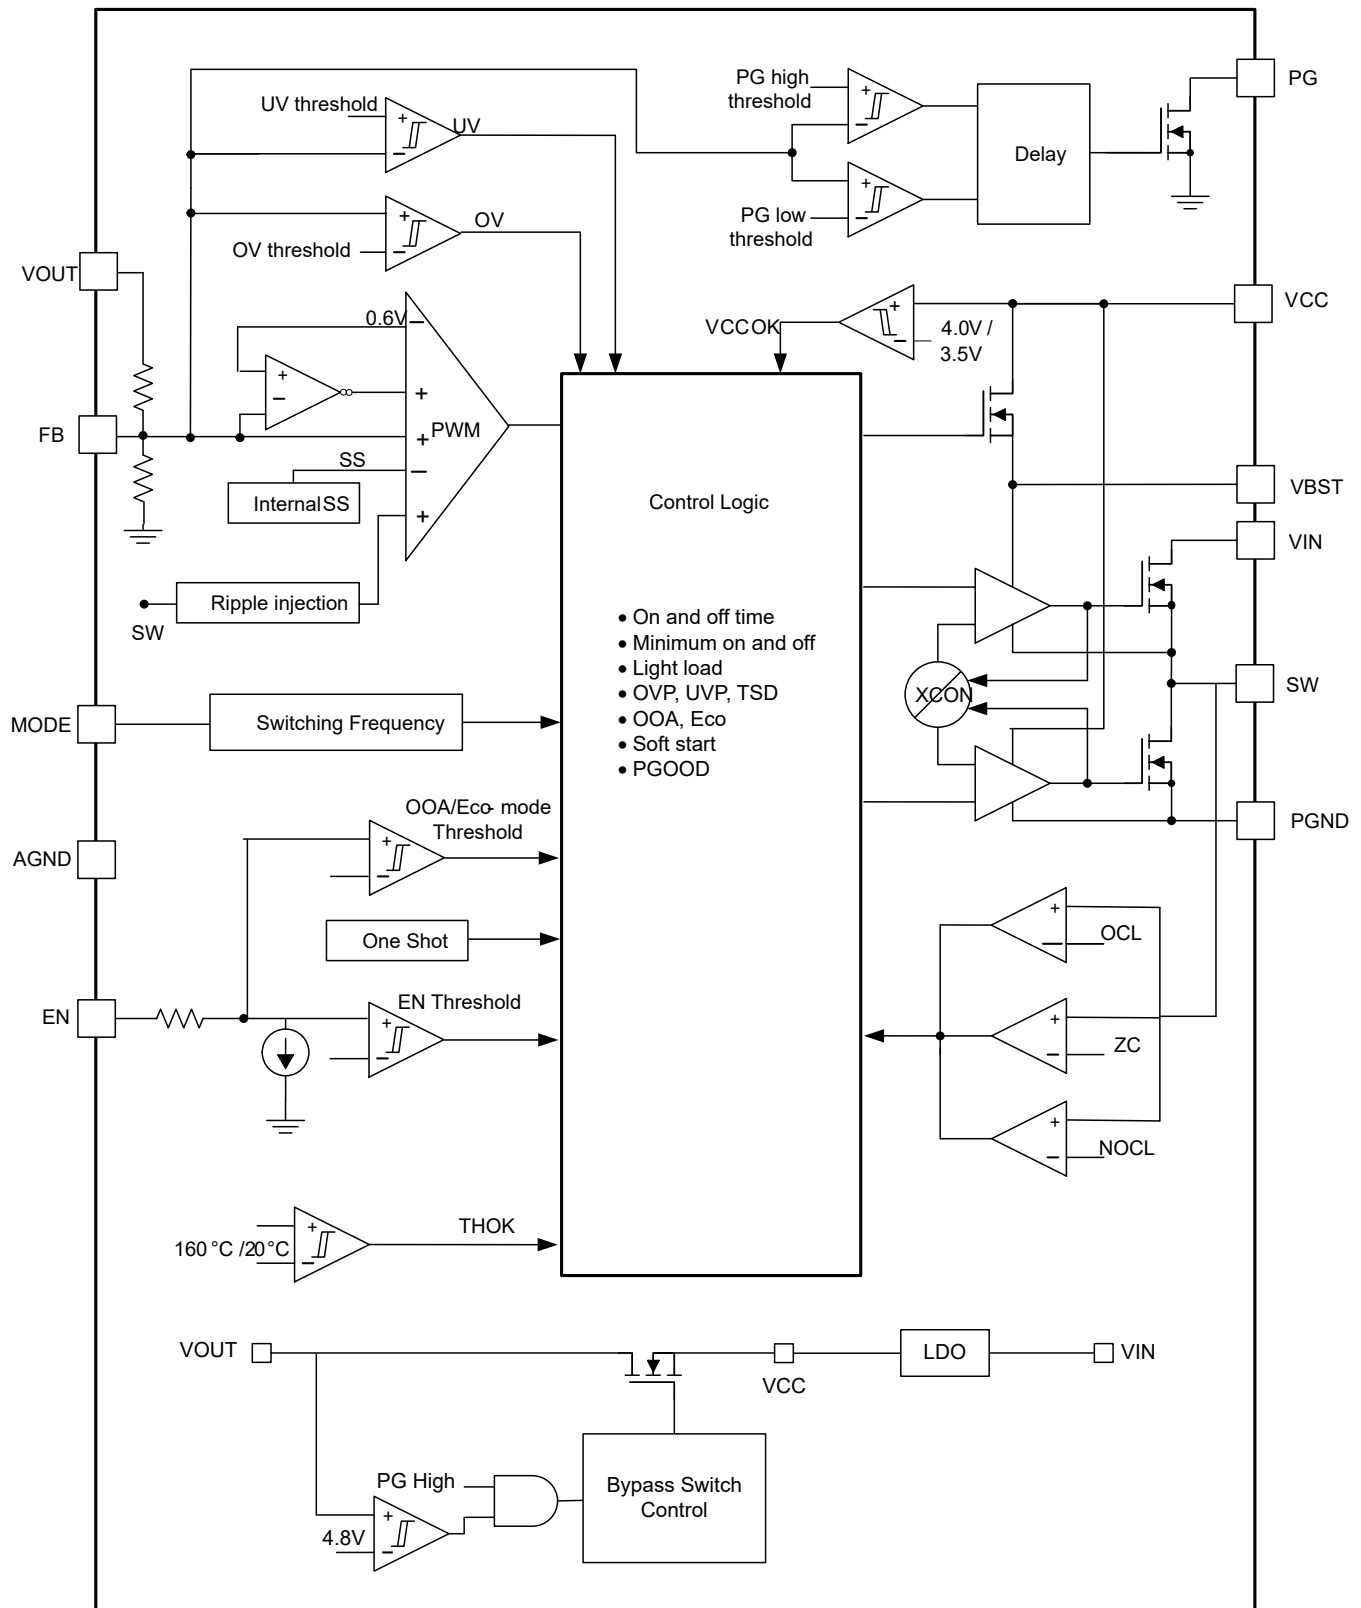 PG high
threshold
PG
UV threshold
UV
Delay
PG low
threshold
OV
OV threshold
VOUT
VCC
VCCOK
4.0V /
3.5V
0.6V
FB
PWM
SS
Internal SS
VBST
Control Logic
VIN
Ripple injection
SW
• On and off time
• Minimum on and off
• Light load
• OVP, UVP, TSD
• OOA, Eco
• Soft start
• PGOOD
XCON
SW
MODE
Switching Frequency
OOA/Eco- mode
Threshold
PGND
AGND
One Shot
OCL
EN Threshold
EN
ZC
NOCL
THOK
160 °C /20 °C
VOUT
LDO
VIN
VCC
PG High
Bypass Switch
Control
4.8V